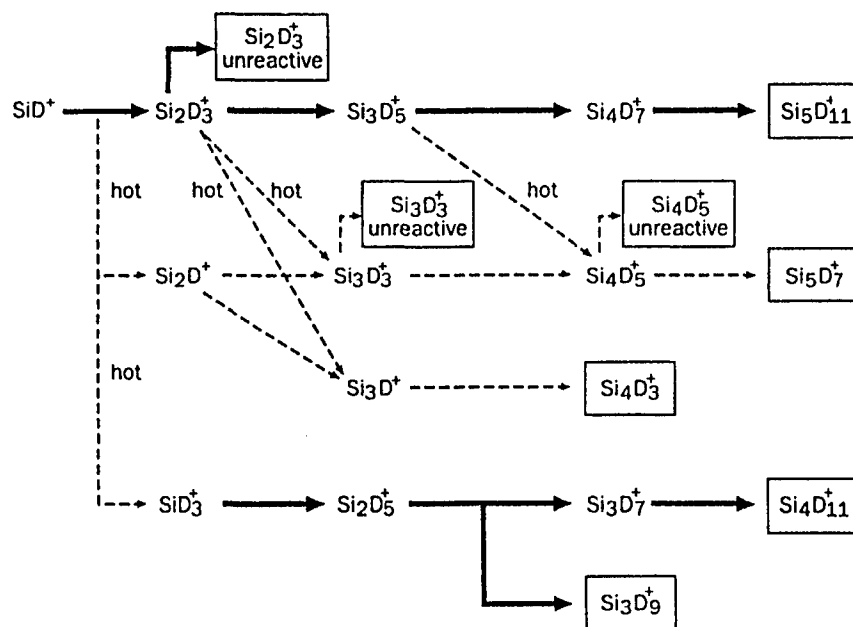 Si₂D₃⁺
unreactive
SiD⁺
Si₂D₃⁺
Si₃D₅⁺
Si₄D₇⁺
Si₅D₁₁⁺
hot
hot
hot
hot
Si₃D₃⁺
unreactive
Si₄D₅⁺
unreactive
Si₂D⁺
Si₃D₃⁺
Si₄D₅⁺
Si₅D₇⁺
hot
Si₃D⁺
Si₄D₃⁺
SiD₃⁺
Si₂D₅⁺
Si₃D₇⁺
Si₄D₁₁⁺
Si₃D₉⁺